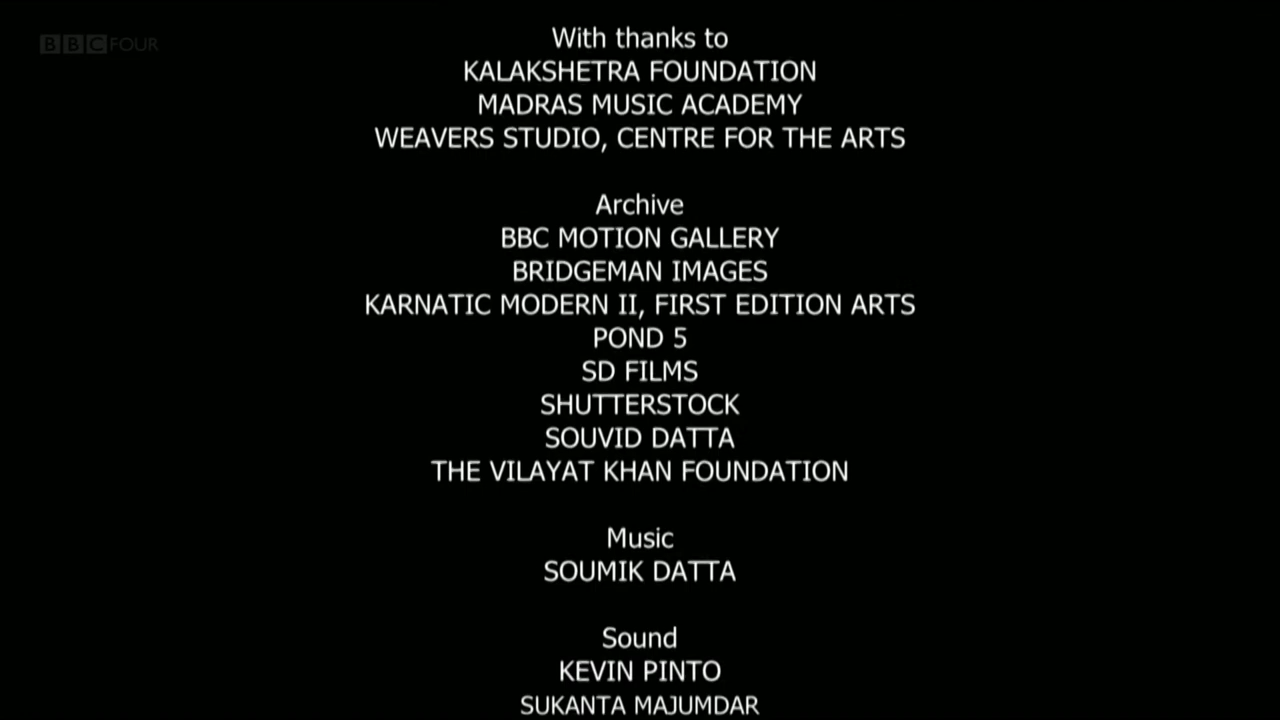 BBC FOUR
With thanks to
KALAKSHETRA FOUNDATION
MADRAS MUSIC ACADEMY
WEAVERS STUDIO, CENTRE FOR THE ARTS
Archive
BBC MOTION GALLERY
BRIDGEMAN IMAGES
KARNATIC MODERN II, FIRST EDITION ARTS
POND 5
SD FILMS
SHUTTERSTOCK
SOUVID DATTA
THE VILAYAT KHAN FOUNDATION
Music
SOUMIK DATTA
Sound
KEVIN PINTO
SUKANTA MAJUMDAR